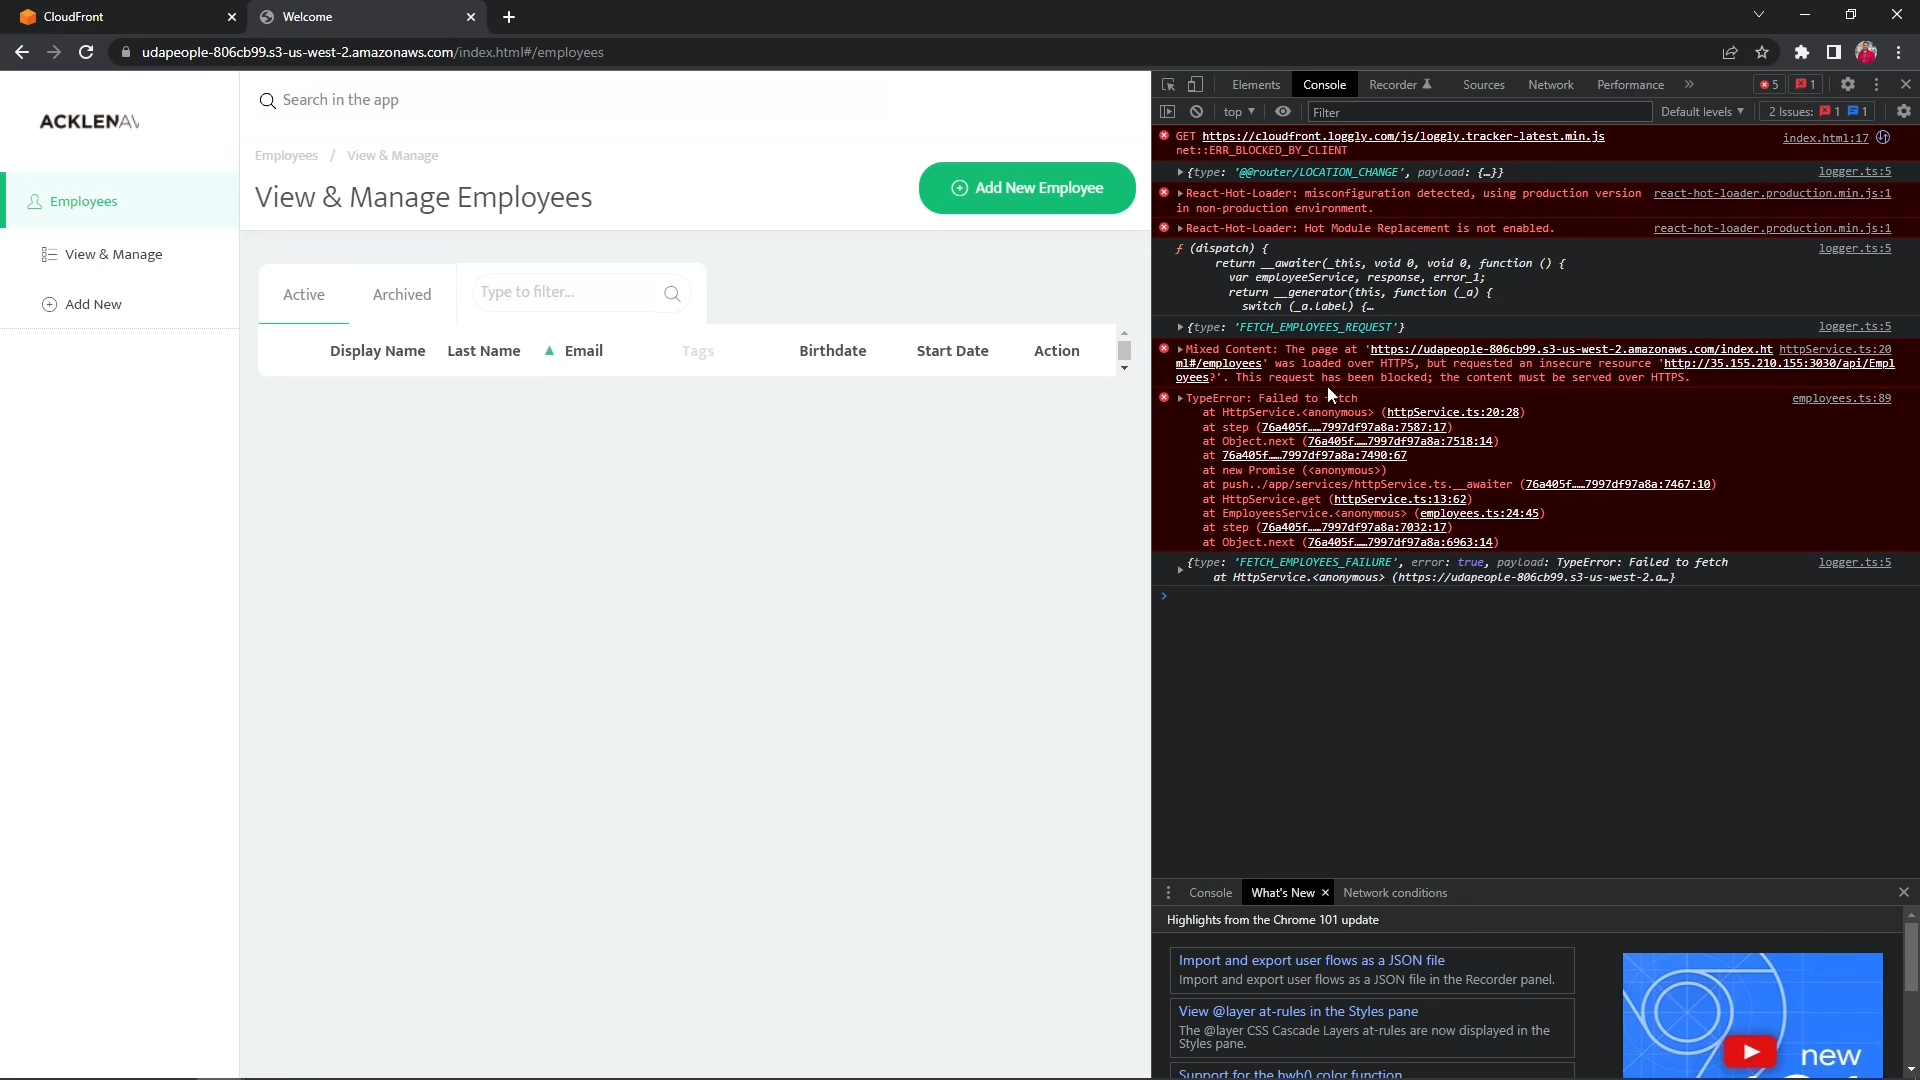 CloudFront
Welcome
udapeople-806cb99.s3-us-west-2.amazonaws.com/index.html#/employees
ACKLENAV
Employees
View & Manage
Add New
Search in the app
Employees / View & Manage
View & Manage Employees
Add New Employee
Active
Archived
Type to filter...
Display Name
Last Name
Email
Tags
Birthdate
Start Date
Action
Elements
Console
Recorder
Sources
Network
Performance
»
5
1
top
Filter
Default levels
2 Issues: 1 1
GET https://cloudfront.loggly.com/js/loggly.tracker-latest.min.js index.html:17
net::ERR_BLOCKED_BY_CLIENT
{type: '@@router/LOCATION_CHANGE', payload: {…}} logger.ts:5
React-Hot-Loader: misconfiguration detected, using production version react-hot-loader.production.min.js:1
in non-production environment.
React-Hot-Loader: Hot Module Replacement is not enabled. react-hot-loader.production.min.js:1
ƒ (dispatch) { logger.ts:5
return __awaiter(_this, void 0, void 0, function () {
var employeeService, response, error_1;
return __generator(this, function (_a) {
switch (_a.label) {…
{type: 'FETCH_EMPLOYEES_REQUEST'} logger.ts:5
Mixed Content: The page at 'https://udapeople-806cb99.s3-us-west-2.amazonaws.com/index.ht httpService.ts:20
ml#/employees' was loaded over HTTPS, but requested an insecure resource 'http://35.155.210.155:3030/api/Empl
oyees?'. This request has been blocked; the content must be served over HTTPS.
TypeError: Failed to fetch employees.ts:89
at HttpService.<anonymous> (httpService.ts:20:28)
at step (76a405f……7997df97a8a:7587:17)
at Object.next (76a405f……7997df97a8a:7518:14)
at 76a405f……7997df97a8a:7490:67
at new Promise (<anonymous>)
at push../app/services/httpService.ts.__awaiter (76a405f……7997df97a8a:7467:10)
at HttpService.get (httpService.ts:13:62)
at EmployeesService.<anonymous> (employees.ts:24:45)
at step (76a405f……7997df97a8a:7032:17)
at Object.next (76a405f……7997df97a8a:6963:14)
{type: 'FETCH_EMPLOYEES_FAILURE', error: true, payload: TypeError: Failed to fetch logger.ts:5
at HttpService.<anonymous> (https://udapeople-806cb99.s3-us-west-2.a…}
Console
What's New
Network conditions
Highlights from the Chrome 101 update
Import and export user flows as a JSON file
Import and export user flows as a JSON file in the Recorder panel.
View @layer at-rules in the Styles pane
The @layer CSS Cascade Layers at-rules are now displayed in the
Styles pane.
Support for the hwb() color function
new